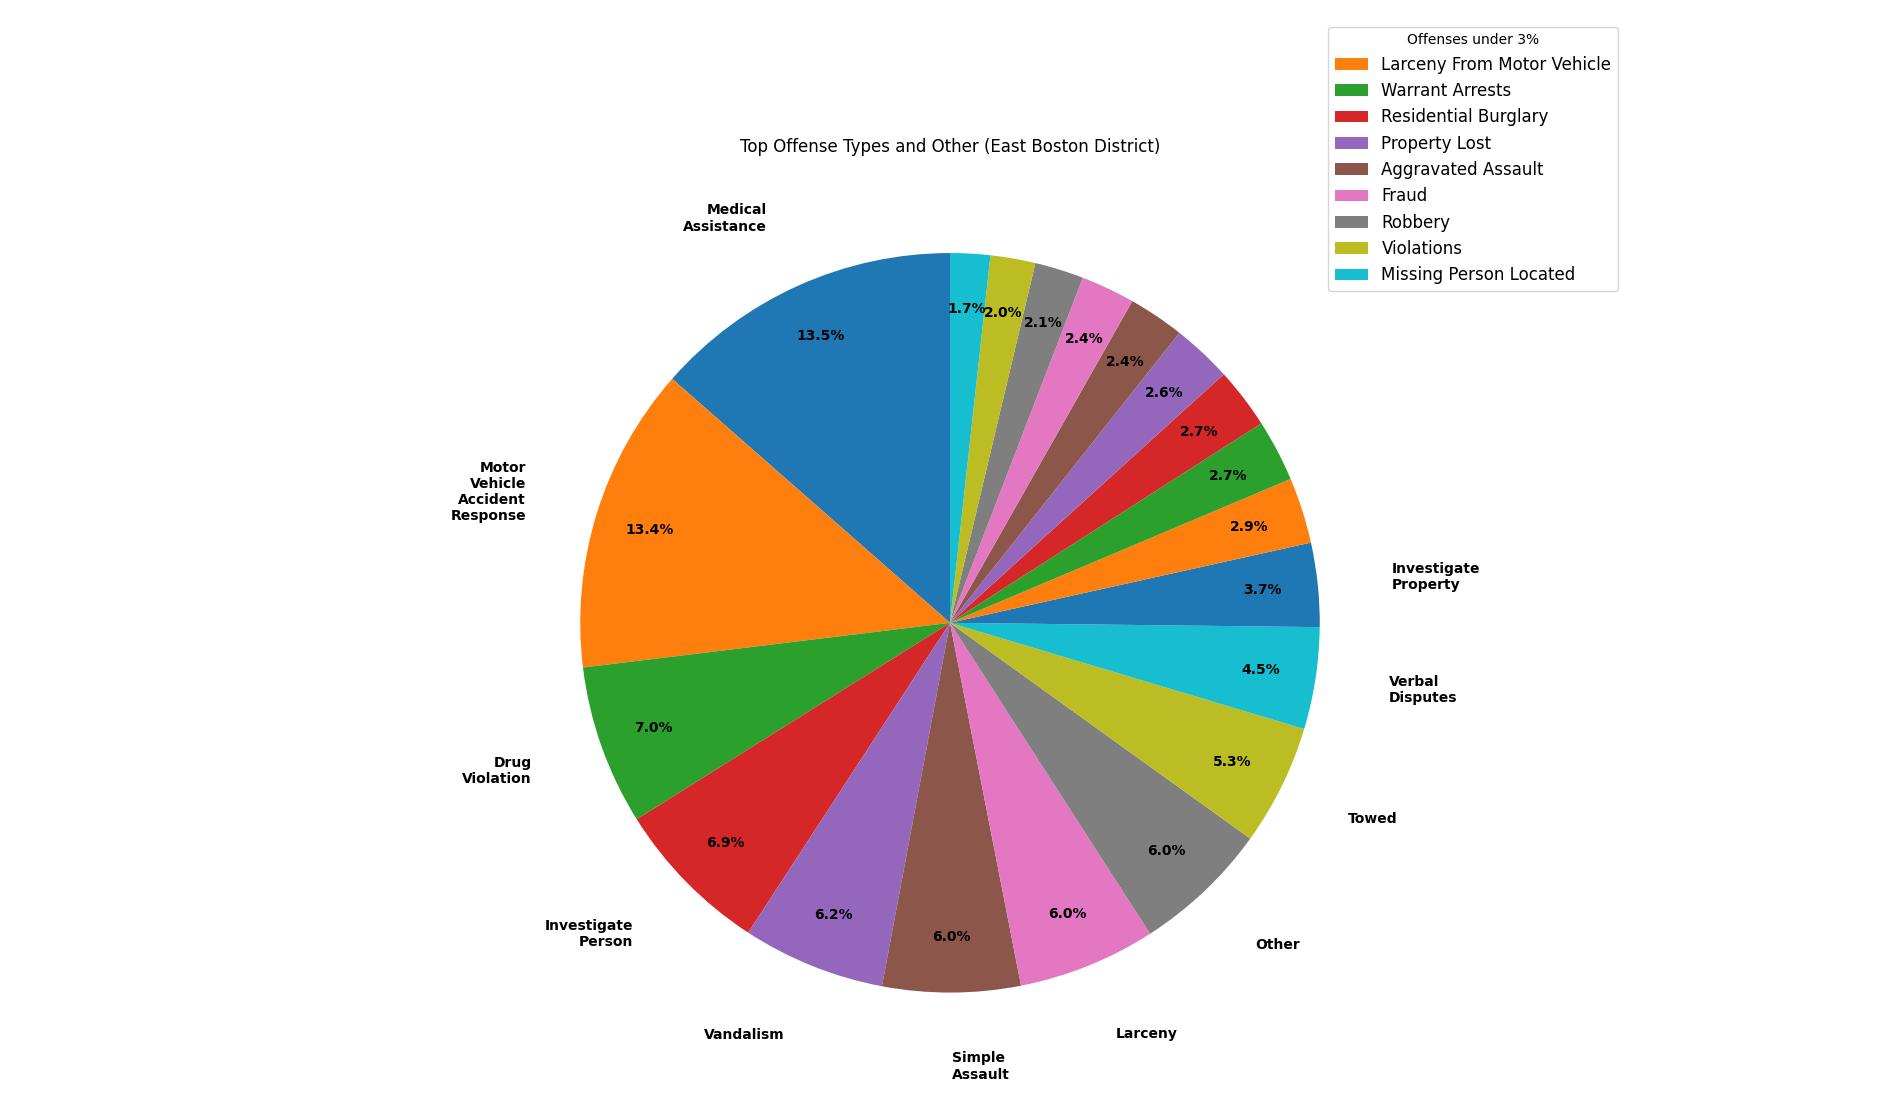 Offenses under 3%
Larceny From Motor Vehicle
Warrant Arrests
Residential Burglary
Property Lost
Aggravated Assault
Fraud
Robbery
Violations
Missing Person Located
Top Offense Types and Other (East Boston District)
Medical
Assistance
13.5%
Motor
Vehicle
Accident
Response
13.4%
Drug
Violation
7.0%
Investigate
Person
6.9%
Vandalism
6.2%
Simple
Assault
6.0%
Larceny
6.0%
Other
6.0%
Towed
5.3%
Verbal
Disputes
4.5%
Investigate
Property
3.7%
2.9%
2.7%
2.7%
2.6%
2.4%
2.4%
2.1%
2.0%
1.7%